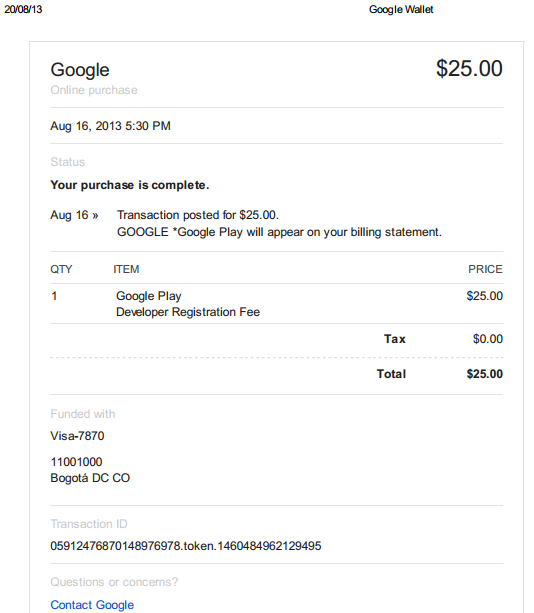 20/08/13 Google Wallet
Google $25.00
Online purchase
Aug 16, 2013 5:30 PM
Status
Your purchase is complete.
Aug 16 » Transaction posted for $25.00.
GOOGLE *Google Play will appear on your billing statement.
QTY ITEM PRICE
1 Google Play $25.00
Developer Registration Fee
Tax $0.00
Total $25.00
Funded with
Visa-7870
11001000
Bogotá DC CO
Transaction ID
05912476870148976978.token.1460484962129495
Questions or concerns?
Contact Google